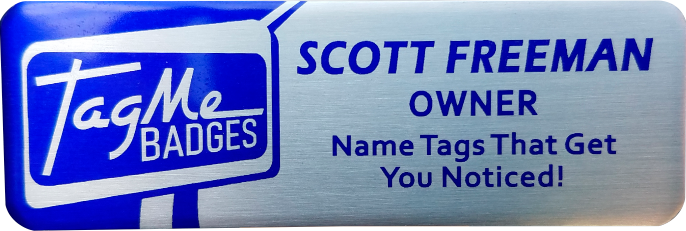 TagMe
BADGES
SCOTT FREEMAN
OWNER
Name Tags That Get
You Noticed!